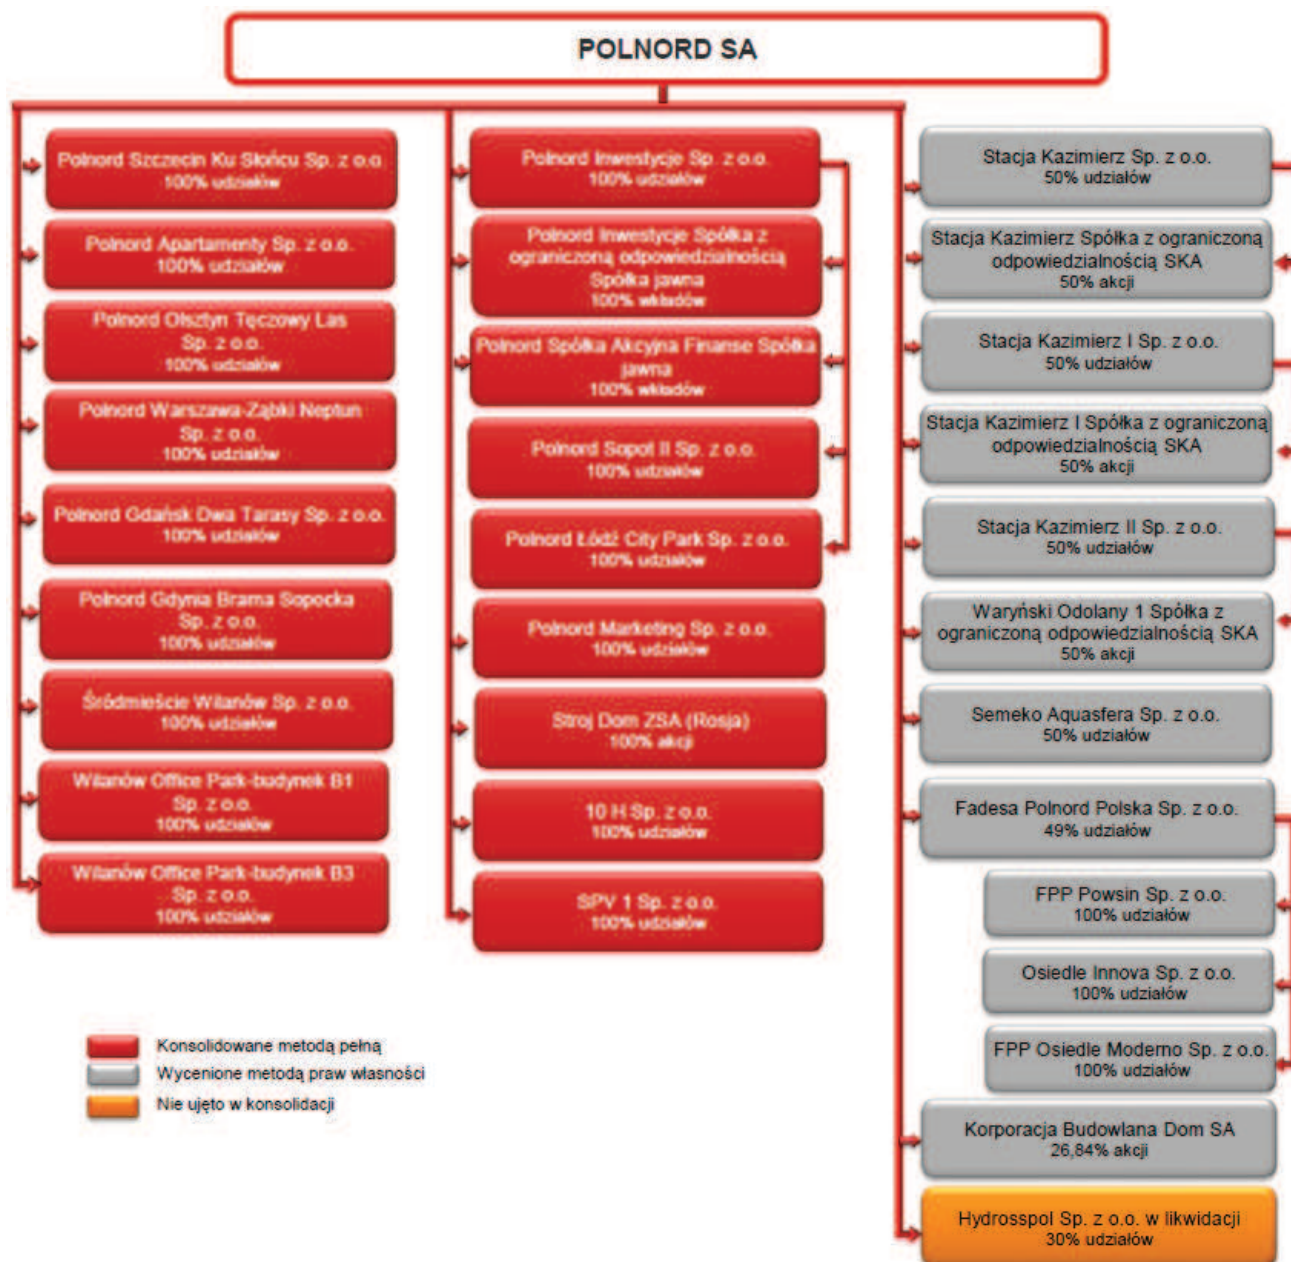 POLNORD SA
Polnord Szczecin Ku Słońcu Sp. z o.o.
100% udziałów
Polnord Apartamenty Sp. z o.o.
100% udziałów
Polnord Olsztyn Tęczowy Las
Sp. z o.o.
100% udziałów
Polnord Warszawa-Ząbki Neptun
Sp. z o.o.
100% udziałów
Polnord Gdańsk Dwa Tarasy Sp. z o.o.
100% udziałów
Polnord Gdynia Brama Sopocka
Sp. z o.o.
100% udziałów
Śródmieście Wilanów Sp. z o.o.
100% udziałów
Wilanów Office Park-budynek B1
Sp. z o.o.
100% udziałów
Wilanów Office Park-budynek B3
Sp. z o.o.
100% udziałów
Polnord Inwestycje Sp. z o.o.
100% udziałów
Polnord Inwestycje Spółka z
ograniczoną odpowiedzialnością
Spółka jawna
100% wkładów
Polnord Spółka Akcyjna Finanse Spółka
jawna
100% wkładów
Polnord Sopot II Sp. z o.o.
100% udziałów
Polnord Łódź City Park Sp. z o.o.
100% udziałów
Polnord Marketing Sp. z o.o.
100% udziałów
Stroj Dom ZSA (Rosja)
100% akcji
10 H Sp. z o.o.
100% udziałów
SPV 1 Sp. z o.o.
100% udziałów
Stacja Kazimierz Sp. z o.o.
50% udziałów
Stacja Kazimierz Spółka z ograniczoną
odpowiedzialnością SKA
50% akcji
Stacja Kazimierz I Sp. z o.o.
50% udziałów
Stacja Kazimierz I Spółka z ograniczoną
odpowiedzialnością SKA
50% akcji
Stacja Kazimierz II Sp. z o.o.
50% udziałów
Waryński Odolany 1 Spółka z
ograniczoną odpowiedzialnością SKA
50% akcji
Semeko Aquasfera Sp. z o.o.
50% udziałów
Fadesa Polnord Polska Sp. z o.o.
49% udziałów
FPP Powsin Sp. z o.o.
100% udziałów
Osiedle Innova Sp. z o.o.
100% udziałów
FPP Osiedle Moderno Sp. z o.o.
100% udziałów
Korporacja Budowlana Dom SA
26,84% akcji
Hydrosspol Sp. z o.o. w likwidacji
30% udziałów
Konsolidowane metodą pełną
Wycenione metodą praw własności
Nie ujęto w konsolidacji